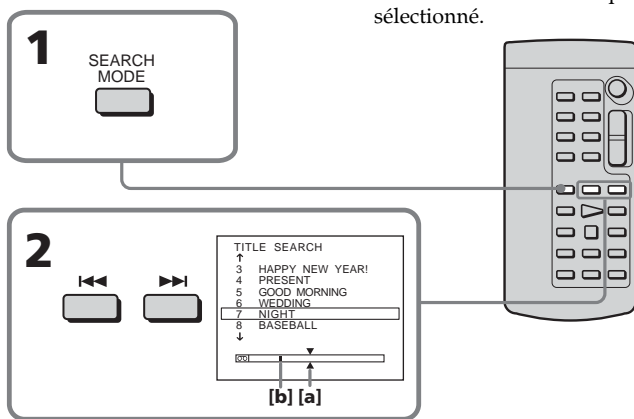 sélectionné.
1
SEARCH
MODE
2
TITLE SEARCH
3 HAPPY NEW YEAR!
4 PRESENT
5 GOOD MORNING
6 WEDDING
7 NIGHT
8 BASEBALL
[b] [a]